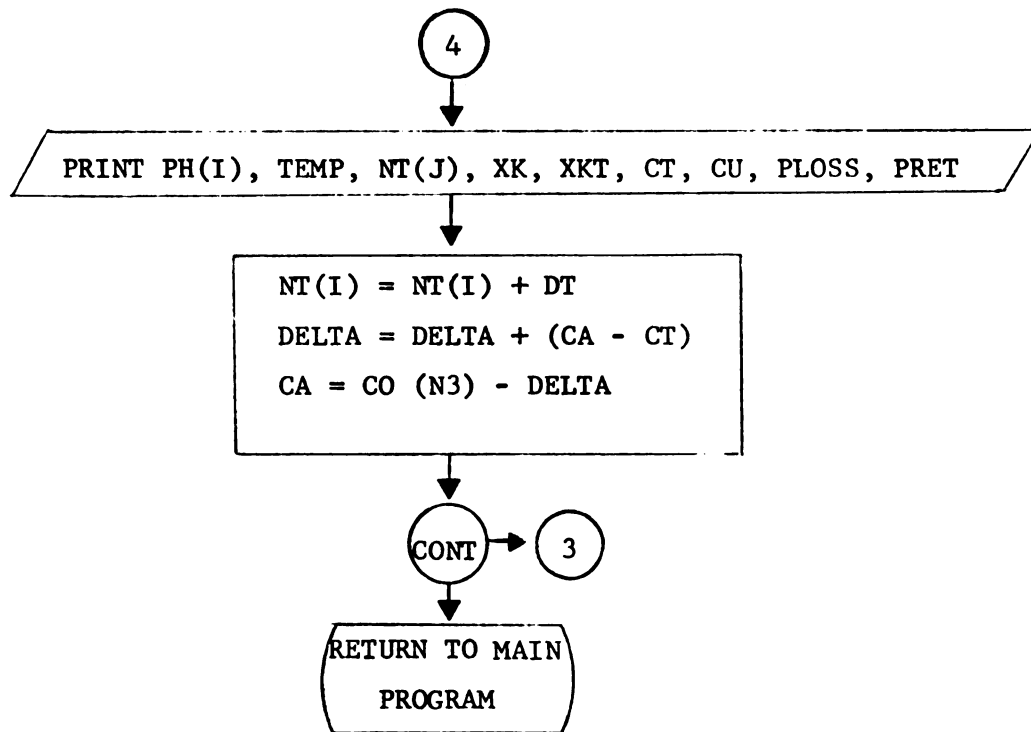 4
PRINT PH(I), TEMP, NT(J), XK, XKT, CT, CU, PLOSS, PRET
NT(I) = NT(I) + DT
DELTA = DELTA + (CA - CT)
CA = CO (N3) - DELTA
CONT
3
RETURN TO MAIN
PROGRAM